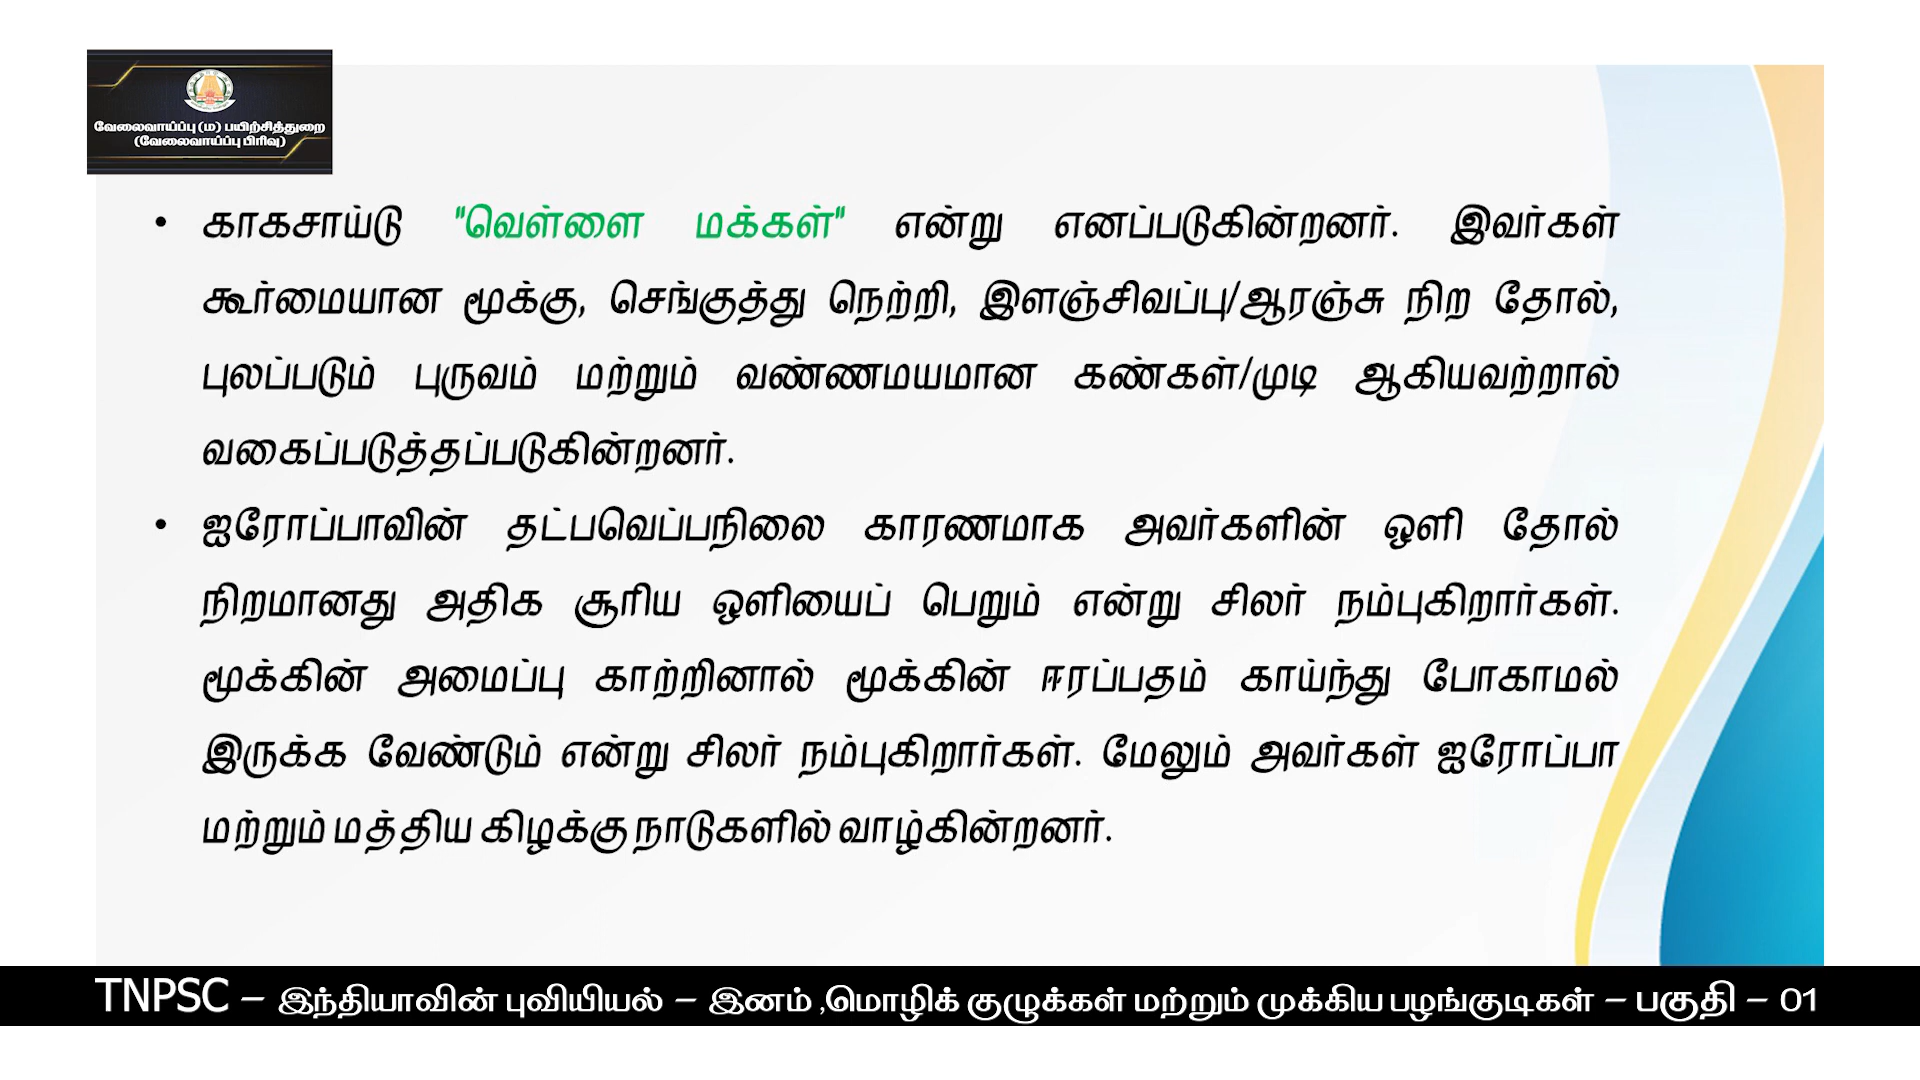 வேலைவாய்ப்பு (ம) பயிற்சித்துறை
(வேலைவாய்ப்பு பிரிவு)
• காகசாய்டு "வெள்ளை மக்கள்" என்று எனப்படுகின்றனர். இவர்கள்
கூர்மையான மூக்கு, செங்குத்து நெற்றி, இளஞ்சிவப்பு/ஆரஞ்சு நிற தோல்,
புலப்படும் புருவம் மற்றும் வண்ணமயமான கண்கள்/முடி ஆகியவற்றால்
வகைப்படுத்தப்படுகின்றனர்.
• ஐரோப்பாவின் தட்பவெப்பநிலை காரணமாக அவர்களின் ஒளி தோல்
நிறமானது அதிக சூரிய ஒளியைப் பெறும் என்று சிலர் நம்புகிறார்கள்.
மூக்கின் அமைப்பு காற்றினால் மூக்கின் ஈரப்பதம் காய்ந்து போகாமல்
இருக்க வேண்டும் என்று சிலர் நம்புகிறார்கள். மேலும் அவர்கள் ஐரோப்பா
மற்றும் மத்திய கிழக்கு நாடுகளில் வாழ்கின்றனர்.
TNPSC – இந்தியாவின் புவியியல் – இனம் ,மொழிக் குழுக்கள் மற்றும் முக்கிய பழங்குடிகள் – பகுதி – 01